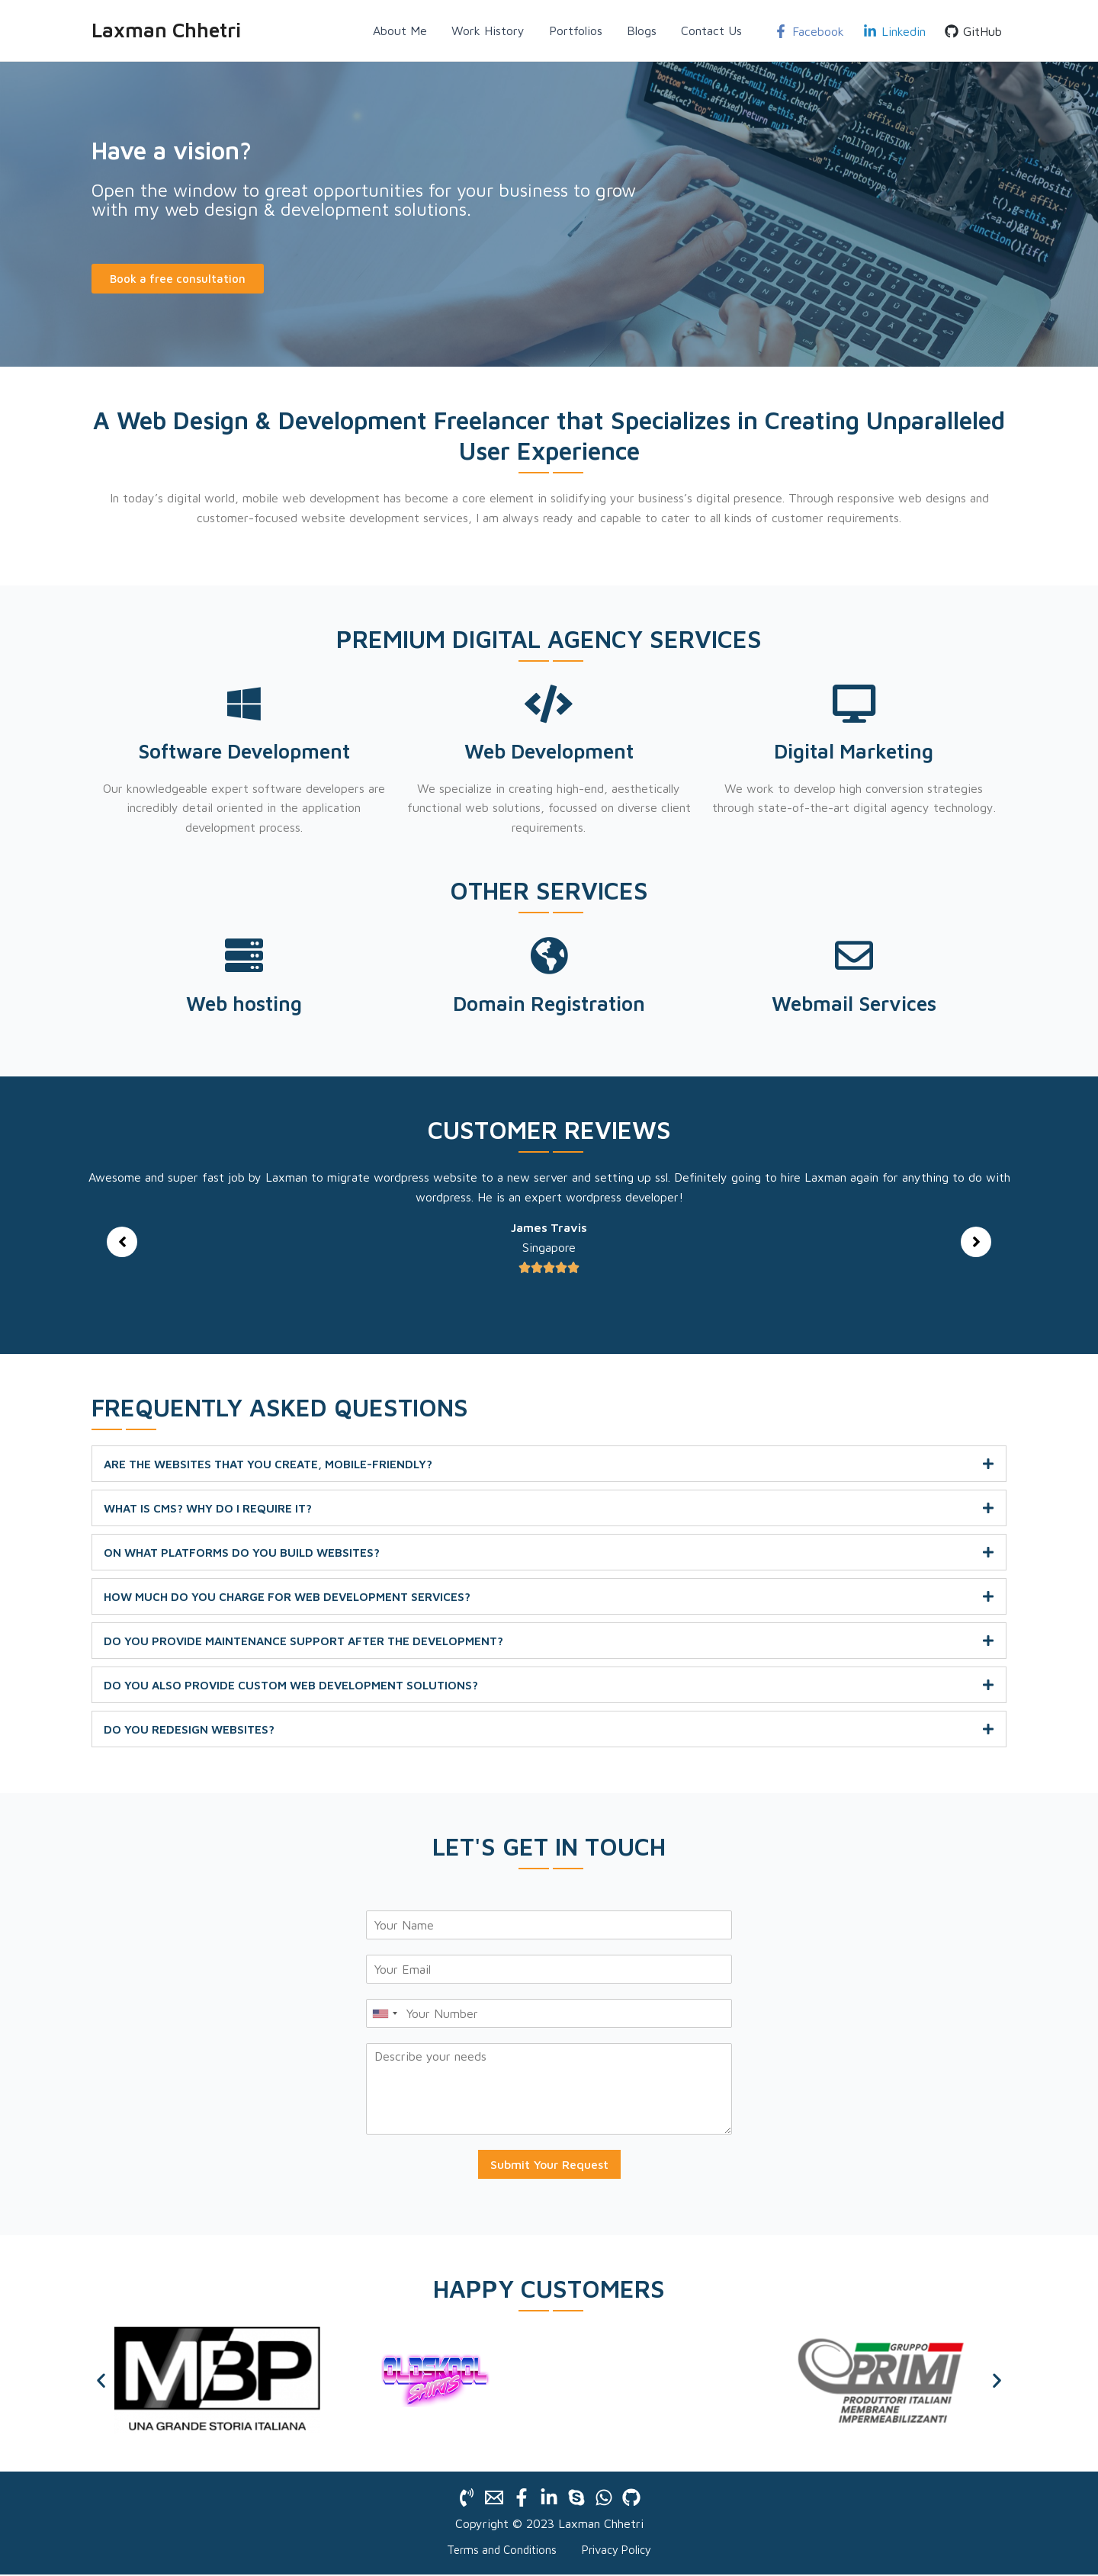 Laxman Chhetri
About Me Work History Portfolios Blogs Contact Us Facebook Linkedin GitHub
Have a vision?
Open the window to great opportunities for your business to grow
with my web design & development solutions.
Book a free consultation
A Web Design & Development Freelancer that Specializes in Creating Unparalleled
User Experience
In today's digital world, mobile web development has become a core element in solidifying your business's digital presence. Through responsive web designs and
customer-focused website development services, I am always ready and capable to cater to all kinds of customer requirements.
PREMIUM DIGITAL AGENCY SERVICES
Software Development
Our knowledgeable expert software developers are
incredibly detail oriented in the application
development process.
Web Development
We specialize in creating high-end, aesthetically
functional web solutions, focussed on diverse client
requirements.
Digital Marketing
We work to develop high conversion strategies
through state-of-the-art digital agency technology.
OTHER SERVICES
Web hosting
Domain Registration
Webmail Services
CUSTOMER REVIEWS
Awesome and super fast job by Laxman to migrate wordpress website to a new server and setting up ssl. Definitely going to hire Laxman again for anything to do with
wordpress. He is an expert wordpress developer!
James Travis
Singapore
FREQUENTLY ASKED QUESTIONS
ARE THE WEBSITES THAT YOU CREATE, MOBILE-FRIENDLY?
WHAT IS CMS? WHY DO I REQUIRE IT?
ON WHAT PLATFORMS DO YOU BUILD WEBSITES?
HOW MUCH DO YOU CHARGE FOR WEB DEVELOPMENT SERVICES?
DO YOU PROVIDE MAINTENANCE SUPPORT AFTER THE DEVELOPMENT?
DO YOU ALSO PROVIDE CUSTOM WEB DEVELOPMENT SOLUTIONS?
DO YOU REDESIGN WEBSITES?
LET'S GET IN TOUCH
Your Name
Your Email
Your Number
Describe your needs
Submit Your Request
HAPPY CUSTOMERS
MBP
UNA GRANDE STORIA ITALIANA
OLDSKOOL
SHIRTS
GRUPPO
PRIMI
PRODUTTORI ITALIANI
MEMBRANE
IMPERMEABILIZZANTI
Copyright © 2023 Laxman Chhetri
Terms and Conditions Privacy Policy